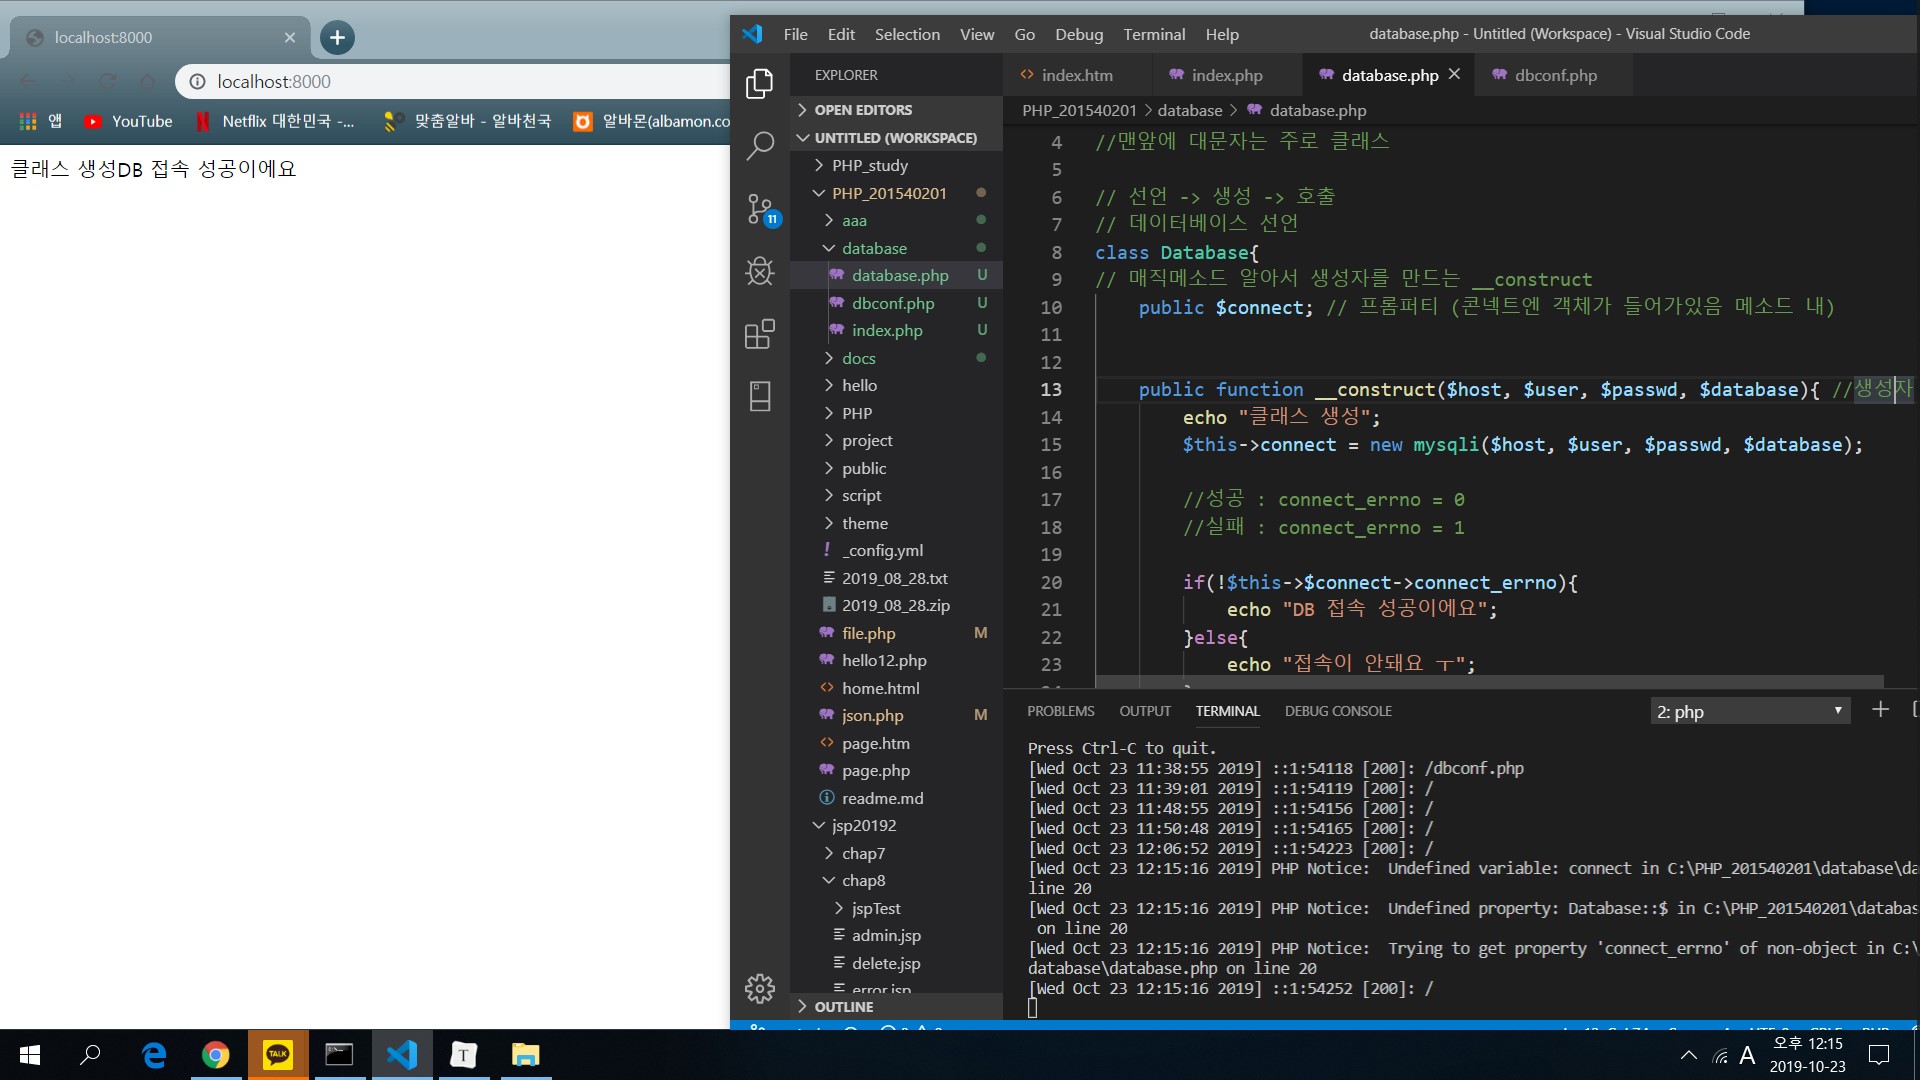 localhost:8000
localhost:8000
앱 YouTube Netflix 대한민국 -... 맞춤알바 - 알바천국 알바몬(albamon.co
클래스 생성DB 접속 성공이에요
File Edit Selection View Go Debug Terminal Help database.php - Untitled (Workspace) - Visual Studio Code
EXPLORER
OPEN EDITORS
UNTITLED (WORKSPACE)
PHP_study
PHP_201540201
aaa
database
database.php U
dbconf.php U
index.php U
docs
hello
PHP
project
public
script
theme
! _config.yml
2019_08_28.txt
2019_08_28.zip
file.php M
hello12.php
<> home.html
json.php M
<> page.htm
page.php
readme.md
jsp20192
chap7
chap8
jspTest
admin.jsp
delete.jsp
error.jsp
OUTLINE
11
<> index.htm index.php database.php dbconf.php
PHP_201540201 > database > database.php
4 //맨앞에 대문자는 주로 클래스
5
6 // 선언 -> 생성 -> 호출
7 // 데이터베이스 선언
8 class Database{
9 // 매직메소드 알아서 생성자를 만드는 __construct
10 public $connect; // 프롬퍼티 (콘넥트엔 객체가 들어가있음 메소드 내)
11
12
13 public function __construct($host, $user, $passwd, $database){ //생성자
14 echo "클래스 생성";
15 $this->connect = new mysqli($host, $user, $passwd, $database);
16
17 //성공 : connect_errno = 0
18 //실패 : connect_errno = 1
19
20 if(!$this->$connect->connect_errno){
21 echo "DB 접속 성공이에요";
22 }else{
23 echo "접속이 안돼요 ㅜ";
PROBLEMS OUTPUT TERMINAL DEBUG CONSOLE 2: php
Press Ctrl-C to quit.
[Wed Oct 23 11:38:55 2019] ::1:54118 [200]: /dbconf.php
[Wed Oct 23 11:39:01 2019] ::1:54119 [200]: /
[Wed Oct 23 11:48:55 2019] ::1:54156 [200]: /
[Wed Oct 23 11:50:48 2019] ::1:54165 [200]: /
[Wed Oct 23 12:06:52 2019] ::1:54223 [200]: /
[Wed Oct 23 12:15:16 2019] PHP Notice:  Undefined variable: connect in C:\PHP_201540201\database\da
line 20
[Wed Oct 23 12:15:16 2019] PHP Notice:  Undefined property: Database::$ in C:\PHP_201540201\databas
on line 20
[Wed Oct 23 12:15:16 2019] PHP Notice:  Trying to get property 'connect_errno' of non-object in C:\
database\database.php on line 20
[Wed Oct 23 12:15:16 2019] ::1:54252 [200]: /
TALK
T
A
오후 12:15
2019-10-23